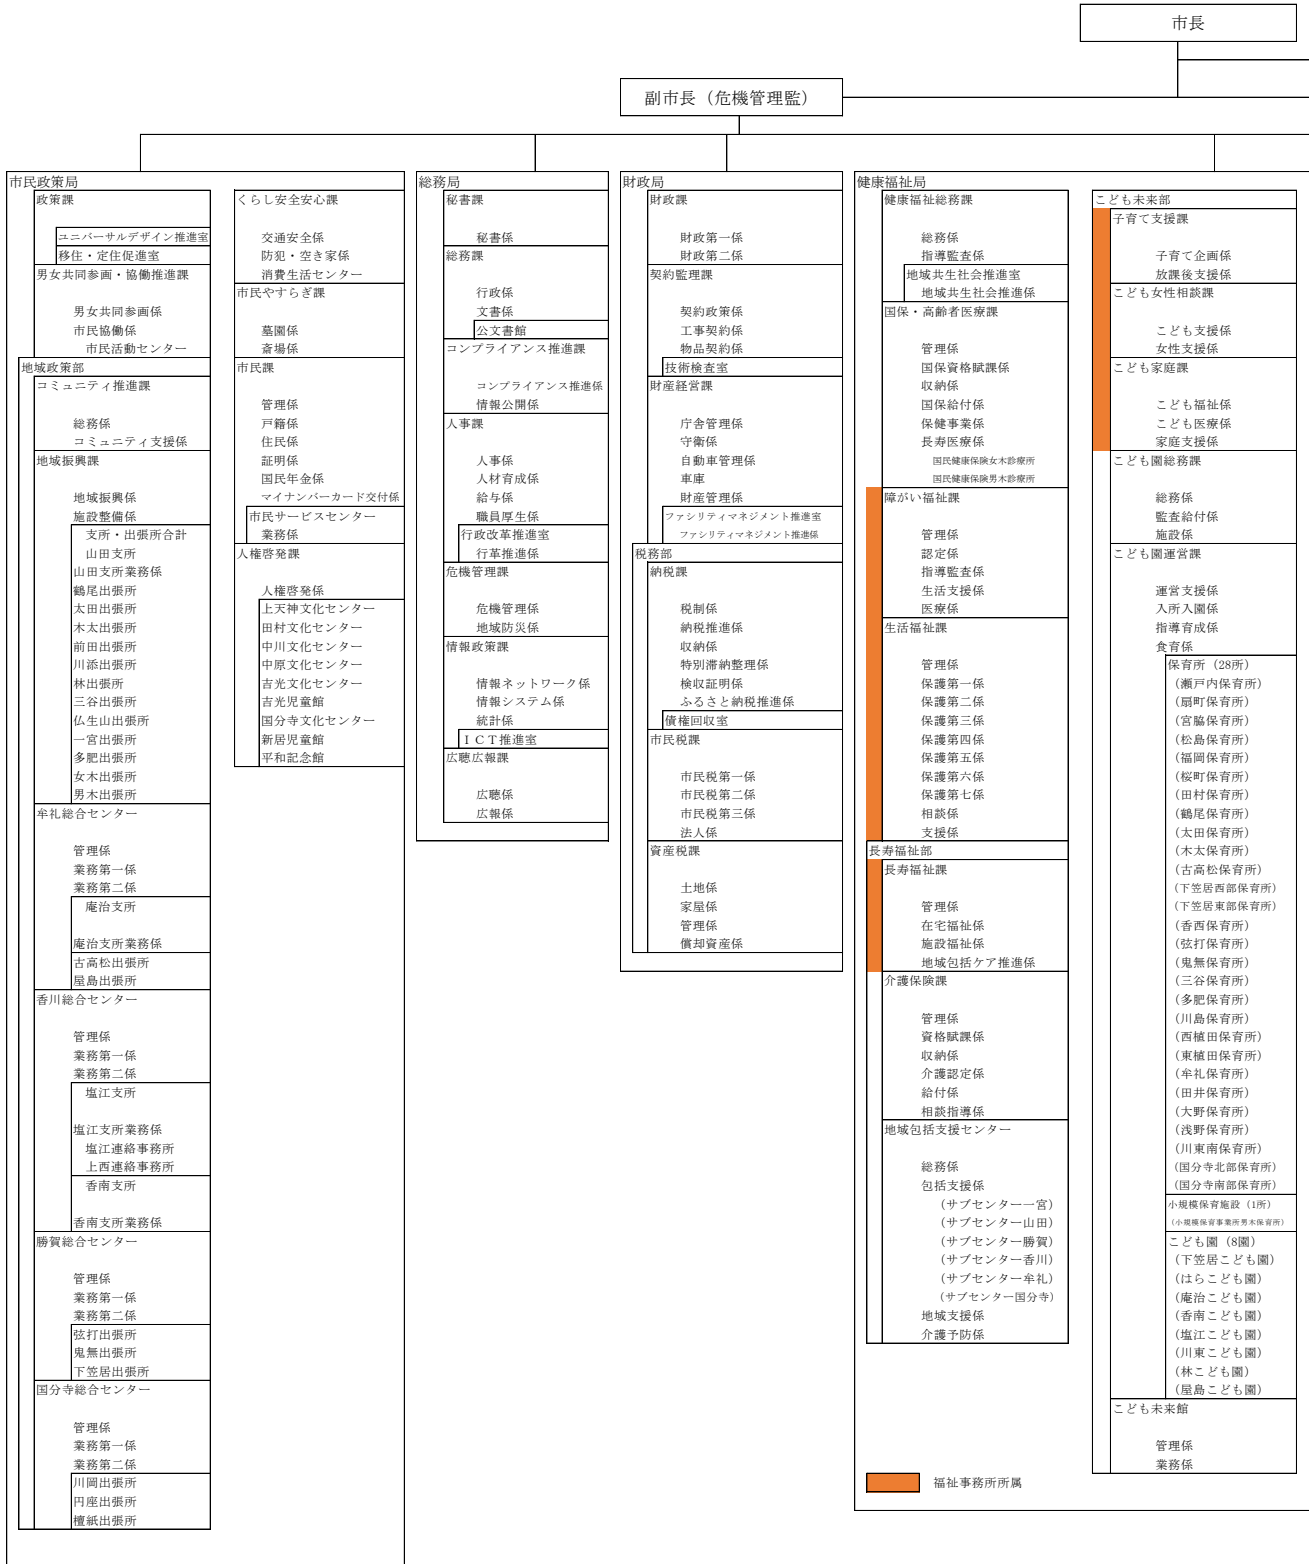 市長
副市長（危機管理監）
市民政策局
政策課
ユニバーサルデザイン推進室
移住・定住促進室
男女共同参画・協働推進課
男女共同参画係
市民協働係
市民活動センター
地域政策部
コミュニティ推進課
総務係
コミュニティ支援係
地域振興課
地域振興係
施設整備係
支所・出張所合計
山田支所
山田支所業務係
鶴尾出張所
太田出張所
木太出張所
前田出張所
川添出張所
林出張所
三谷出張所
仏生山出張所
一宮出張所
多肥出張所
女木出張所
男木出張所
牟礼総合センター
管理係
業務第一係
業務第二係
庵治支所
庵治支所業務係
古高松出張所
屋島出張所
香川総合センター
管理係
業務第一係
業務第二係
塩江支所
塩江支所業務係
塩江連絡事務所
上西連絡事務所
香南支所
香南支所業務係
勝賀総合センター
管理係
業務第一係
業務第二係
弦打出張所
鬼無出張所
下笠居出張所
国分寺総合センター
管理係
業務第一係
業務第二係
川岡出張所
円座出張所
檀紙出張所
くらし安全安心課
交通安全係
防犯・空き家係
消費生活センター
市民やすらぎ課
墓園係
斎場係
市民課
管理係
戸籍係
住民係
証明係
国民年金係
マイナンバーカード交付係
市民サービスセンター
業務係
人権啓発課
人権啓発係
上天神文化センター
田村文化センター
中川文化センター
中原文化センター
吉光文化センター
吉光児童館
国分寺文化センター
新居児童館
平和記念館
総務局
秘書課
秘書係
総務課
行政係
文書係
公文書館
コンプライアンス推進課
コンプライアンス推進係
情報公開係
人事課
人事係
人材育成係
給与係
職員厚生係
行政改革推進室
行革推進係
危機管理課
危機管理係
地域防災係
情報政策課
情報ネットワーク係
情報システム係
統計係
ＩＣＴ推進室
広聴広報課
広聴係
広報係
財政局
財政課
財政第一係
財政第二係
契約監理課
契約政策係
工事契約係
物品契約係
技術検査室
財産経営課
庁舎管理係
守衛係
自動車管理係
車庫
財産管理係
ファシリティマネジメント推進室
ファシリティマネジメント推進係
税務部
納税課
税制係
納税推進係
収納係
特別滞納整理係
検収証明係
ふるさと納税推進係
債権回収室
市民税課
市民税第一係
市民税第二係
市民税第三係
法人係
資産税課
土地係
家屋係
管理係
償却資産係
健康福祉局
健康福祉総務課
総務係
指導監査係
地域共生社会推進室
地域共生社会推進係
国保・高齢者医療課
管理係
国保資格賦課係
収納係
国保給付係
保健事業係
長寿医療係
国民健康保険女木診療所
国民健康保険男木診療所
障がい福祉課
管理係
認定係
指導監査係
生活支援係
医療係
生活福祉課
管理係
保護第一係
保護第二係
保護第三係
保護第四係
保護第五係
保護第六係
保護第七係
相談係
支援係
長寿福祉部
長寿福祉課
管理係
在宅福祉係
施設福祉係
地域包括ケア推進係
介護保険課
管理係
資格賦課係
収納係
介護認定係
給付係
相談指導係
地域包括支援センター
総務係
包括支援係
（サブセンター一宮）
（サブセンター山田）
（サブセンター勝賀）
（サブセンター香川）
（サブセンター牟礼）
（サブセンター国分寺）
地域支援係
介護予防係
福祉事務所所属
こども未来部
子育て支援課
子育て企画係
放課後支援係
こども女性相談課
こども支援係
女性支援係
こども家庭課
こども福祉係
こども医療係
家庭支援係
こども園総務課
総務係
監査給付係
施設係
こども園運営課
運営支援係
入所入園係
指導育成係
食育係
保育所（28所）
（瀬戸内保育所）
（扇町保育所）
（宮脇保育所）
（松島保育所）
（福岡保育所）
（桜町保育所）
（田村保育所）
（鶴尾保育所）
（太田保育所）
（木太保育所）
（古高松保育所）
（下笠居西部保育所）
（下笠居東部保育所）
（香西保育所）
（弦打保育所）
（鬼無保育所）
（三谷保育所）
（多肥保育所）
（川島保育所）
（西植田保育所）
（東植田保育所）
（牟礼保育所）
（田井保育所）
（大野保育所）
（浅野保育所）
（川東南保育所）
（国分寺北部保育所）
（国分寺南部保育所）
小規模保育施設（1所）
（小規模保育事業所男木保育所）
こども園（8園）
（下笠居こども園）
（はらこども園）
（庵治こども園）
（香南こども園）
（塩江こども園）
（川東こども園）
（林こども園）
（屋島こども園）
こども未来館
管理係
業務係